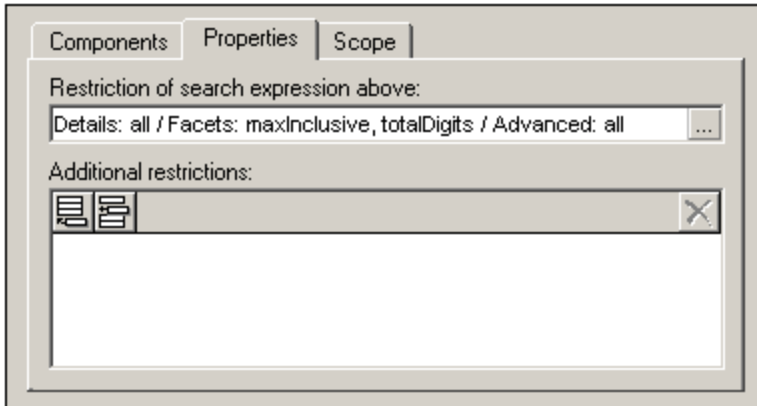 Components Properties Scope
Restriction of search expression above:
Details: all / Facets: maxInclusive, totalDigits / Advanced: all ...
Additional restrictions: